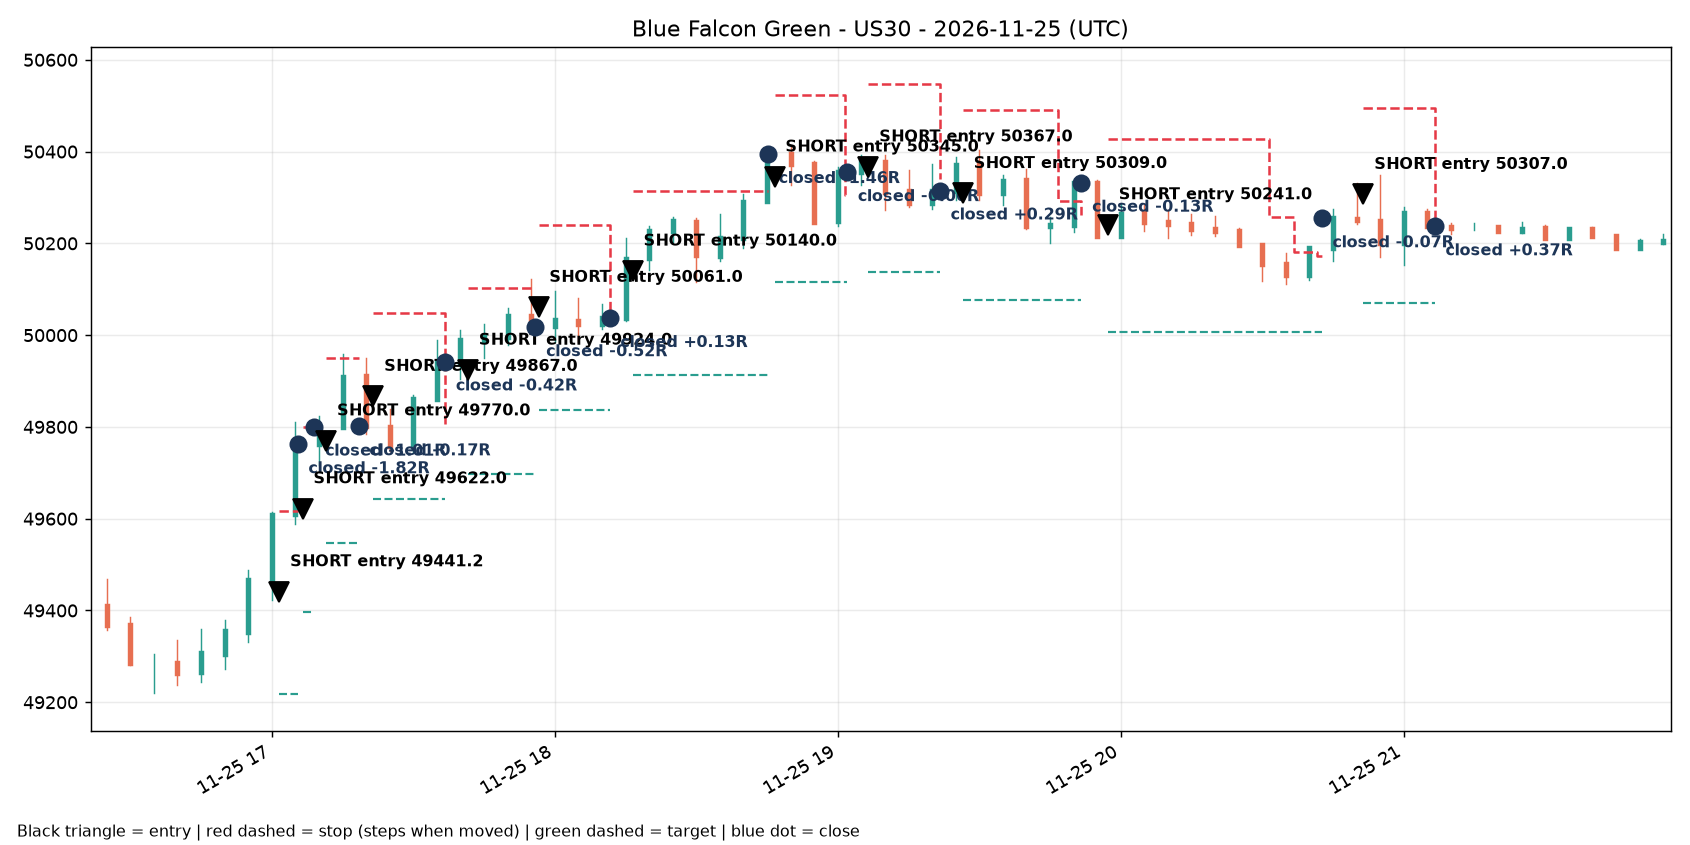 Blue Falcon Green - US30 - 2026-11-25 (UTC)
50600
50400
50200
50000
49800
49600
49400
49200
SHORT entry 50367.0
SHORT entry 50345.0
SHORT entry 50309.0
SHORT entry 50307.0
closed -1.46R
SHORT entry 50241.0
closed +0.29R
closed -0.13R
SHORT entry 50140.0
closed -0.07R
closed +0.37R
SHORT entry 50061.0
SHORT entry 49924.0
closed +0.13R
closed -0.52R
SHORT entry 49867.0
closed -0.42R
SHORT entry 49770.0
closed -1.01R
closed -0.17R
closed -1.82R
SHORT entry 49622.0
SHORT entry 49441.2
11-25 17
11-25 18
11-25 19
11-25 20
11-25 21
Black triangle = entry | red dashed = stop (steps when moved) | green dashed = target | blue dot = close